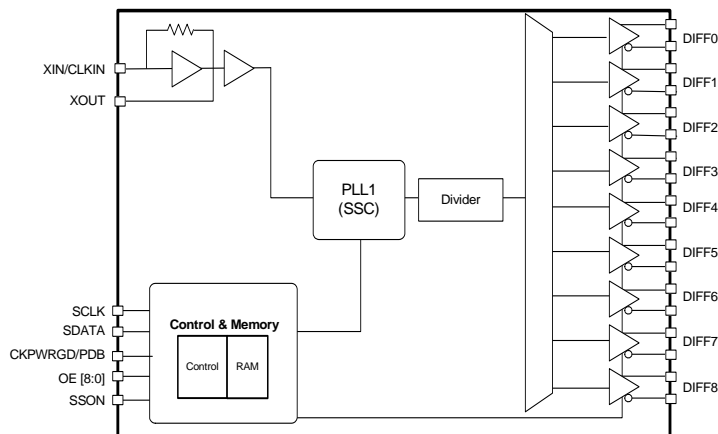 XIN/CLKIN
XOUT
PLL1
(SSC)
Divider
SCLK
SDATA
CKPWRGD/PDB
OE [8:0]
SSON
Control & Memory
Control
RAM
DIFF0
DIFF1
DIFF2
DIFF3
DIFF4
DIFF5
DIFF6
DIFF7
DIFF8